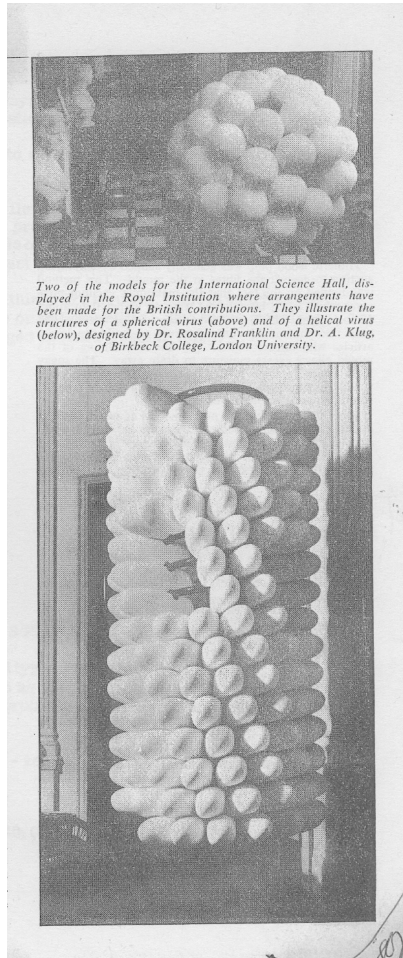 Two of the models for the International Science Hall, dis-
played in the Royal Institution where arrangements have
been made for the British contributions. They illustrate the
structures of a spherical virus (above) and of a helical virus
(below), designed by Dr. Rosalind Franklin and Dr. A. Klug,
of Birkbeck College, London University.